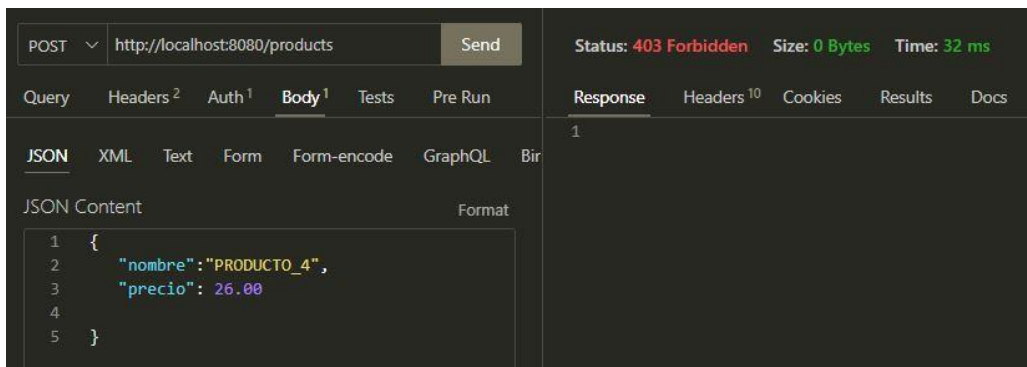 POST http://localhost:8080/products Send
Query Headers 2 Auth 1 Body 1 Tests Pre Run
JSON XML Text Form Form-encode GraphQL Bir
JSON Content Format
1 {
2 "nombre":"PRODUCTO_4",
3 "precio": 26.00
4
5 }
Status: 403 Forbidden Size: 0 Bytes Time: 32 ms
Response Headers 10 Cookies Results Docs
1